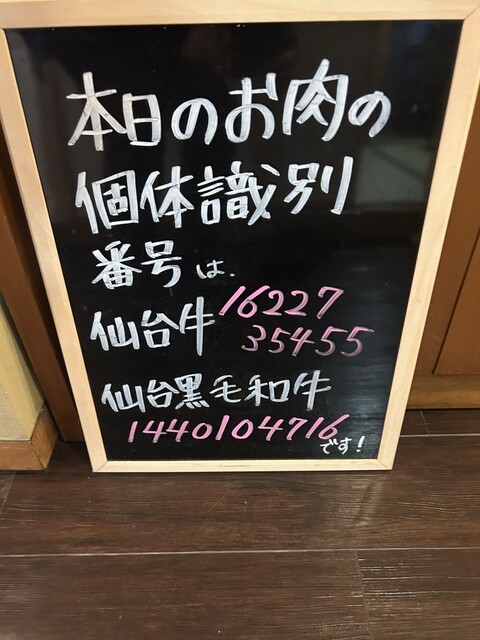 本日のお肉の
個体識別
番号は、
仙台牛 16227
35455
仙台黒毛和牛
1440104716
です!